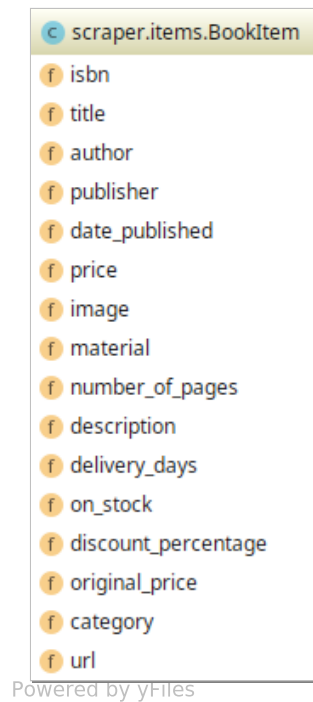 C scraper.items.BookItem
f isbn
f title
f author
f publisher
f date_published
f price
f image
f material
f number_of_pages
f description
f delivery_days
f on_stock
f discount_percentage
f original_price
f category
f url
Powered by yFiles